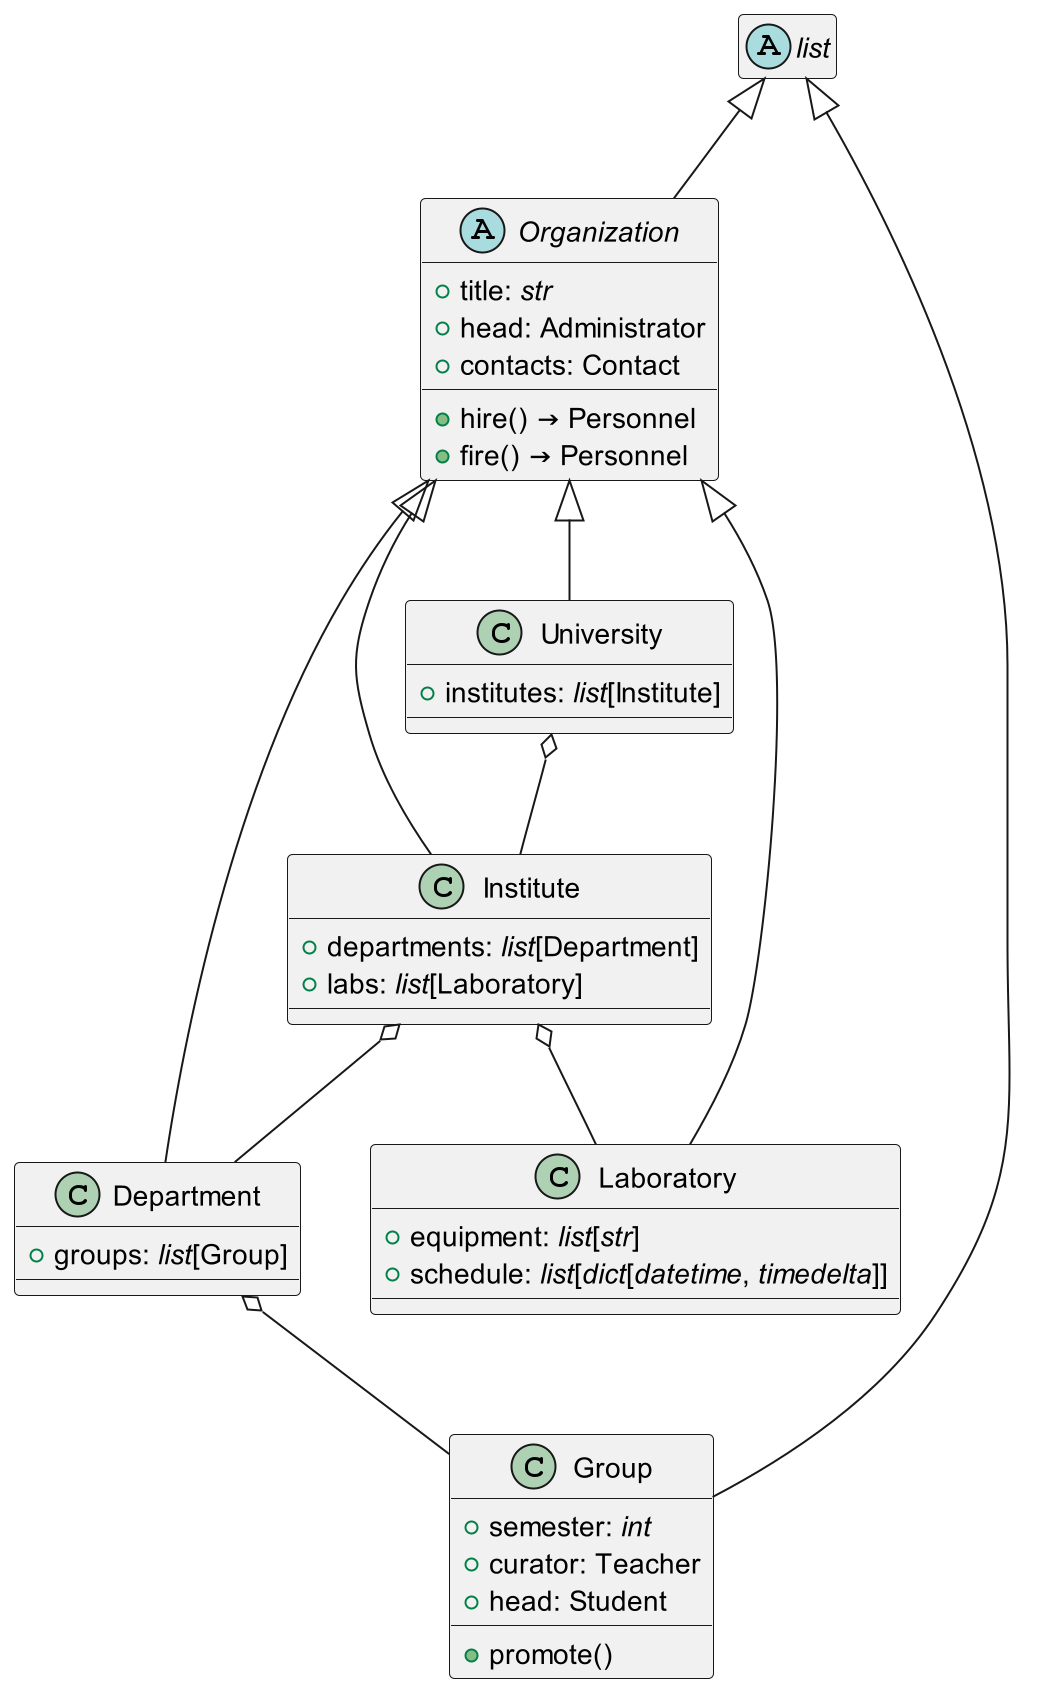 A list
A Organization
title: str
head: Administrator
contacts: Contact
hire() → Personnel
fire() → Personnel
C University
institutes: list[Institute]
C Institute
departments: list[Department]
labs: list[Laboratory]
C Department
groups: list[Group]
C Laboratory
equipment: list[str]
schedule: list[dict[datetime, timedelta]]
C Group
semester: int
curator: Teacher
head: Student
promote()